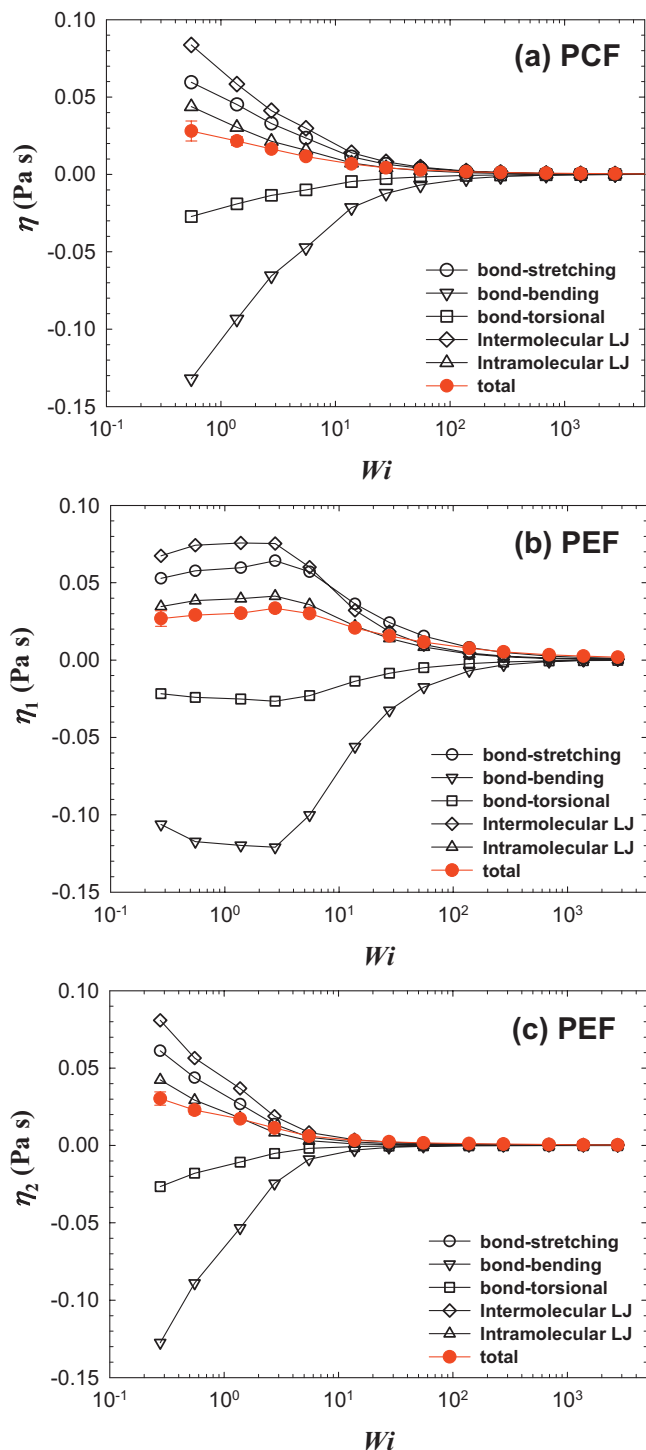 (a) PCF
0.10
0.05
0.00
-0.05
-0.10
-0.15
η (Pa s)
bond-stretching
bond-bending
bond-torsional
Intermolecular LJ
Intramolecular LJ
total
10⁻¹ 10⁰ 10¹ 10² 10³
Wi
(b) PEF
0.10
0.05
0.00
-0.05
-0.10
-0.15
η₁ (Pa s)
bond-stretching
bond-bending
bond-torsional
Intermolecular LJ
Intramolecular LJ
total
10⁻¹ 10⁰ 10¹ 10² 10³
Wi
(c) PEF
0.10
0.05
0.00
-0.05
-0.10
-0.15
η₂ (Pa s)
bond-stretching
bond-bending
bond-torsional
Intermolecular LJ
Intramolecular LJ
total
10⁻¹ 10⁰ 10¹ 10² 10³
Wi